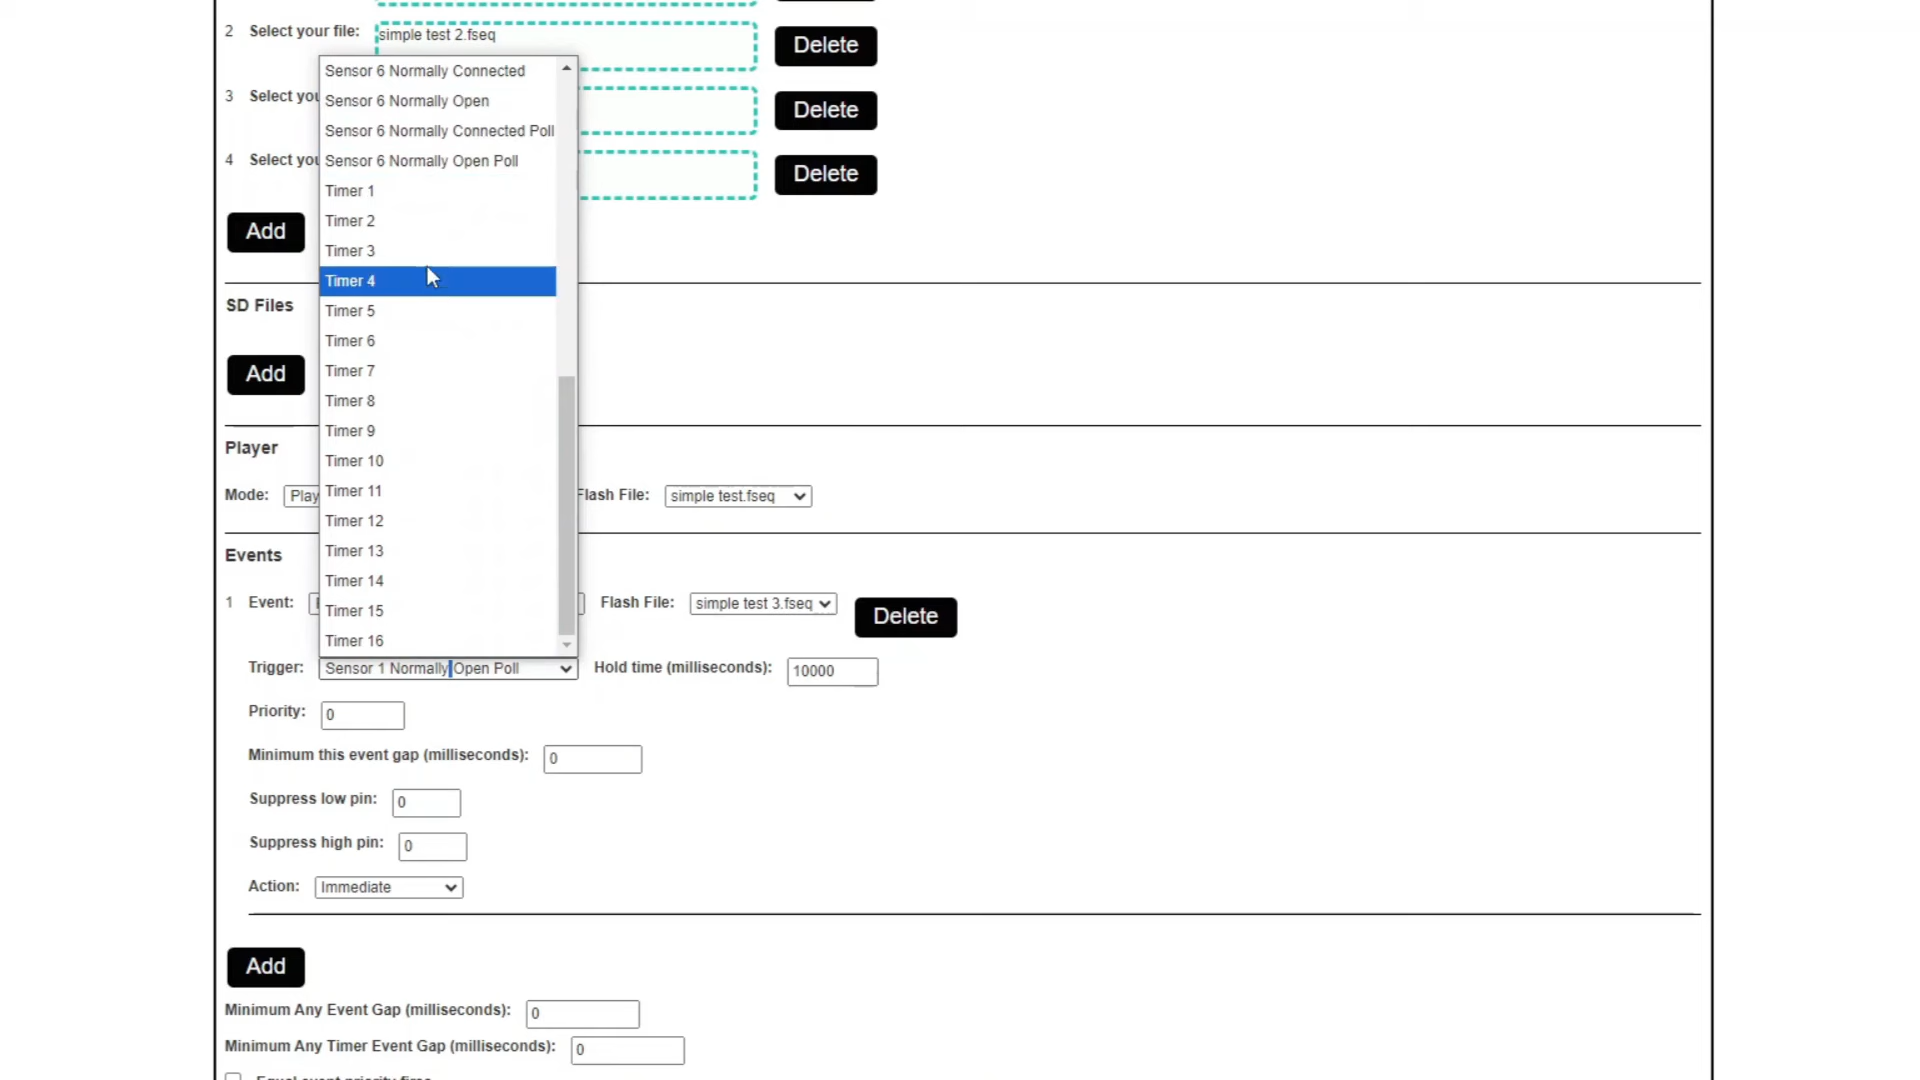 2 Select your file: simple test 2.fseq Delete
Sensor 6 Normally Connected
3 Select you Sensor 6 Normally Open Delete
Sensor 6 Normally Connected Poll
4 Select you Sensor 6 Normally Open Poll Delete
Timer 1
Timer 2
Add
Timer 3
Timer 4
SD Files
Timer 5
Timer 6
Add
Timer 7
Timer 8
Timer 9
Player
Timer 10
Mode: Play Timer 11 Flash File: simple test.fseq
Timer 12
Events
Timer 13
Timer 14
1 Event: Flash File: simple test 3.fseq Delete
Timer 15
Timer 16
Trigger: Sensor 1 Normally Open Poll Hold time (milliseconds): 10000
Priority: 0
Minimum this event gap (milliseconds): 0
Suppress low pin: 0
Suppress high pin: 0
Action: Immediate
Add
Minimum Any Event Gap (milliseconds): 0
Minimum Any Timer Event Gap (milliseconds): 0
Equal event priority fires